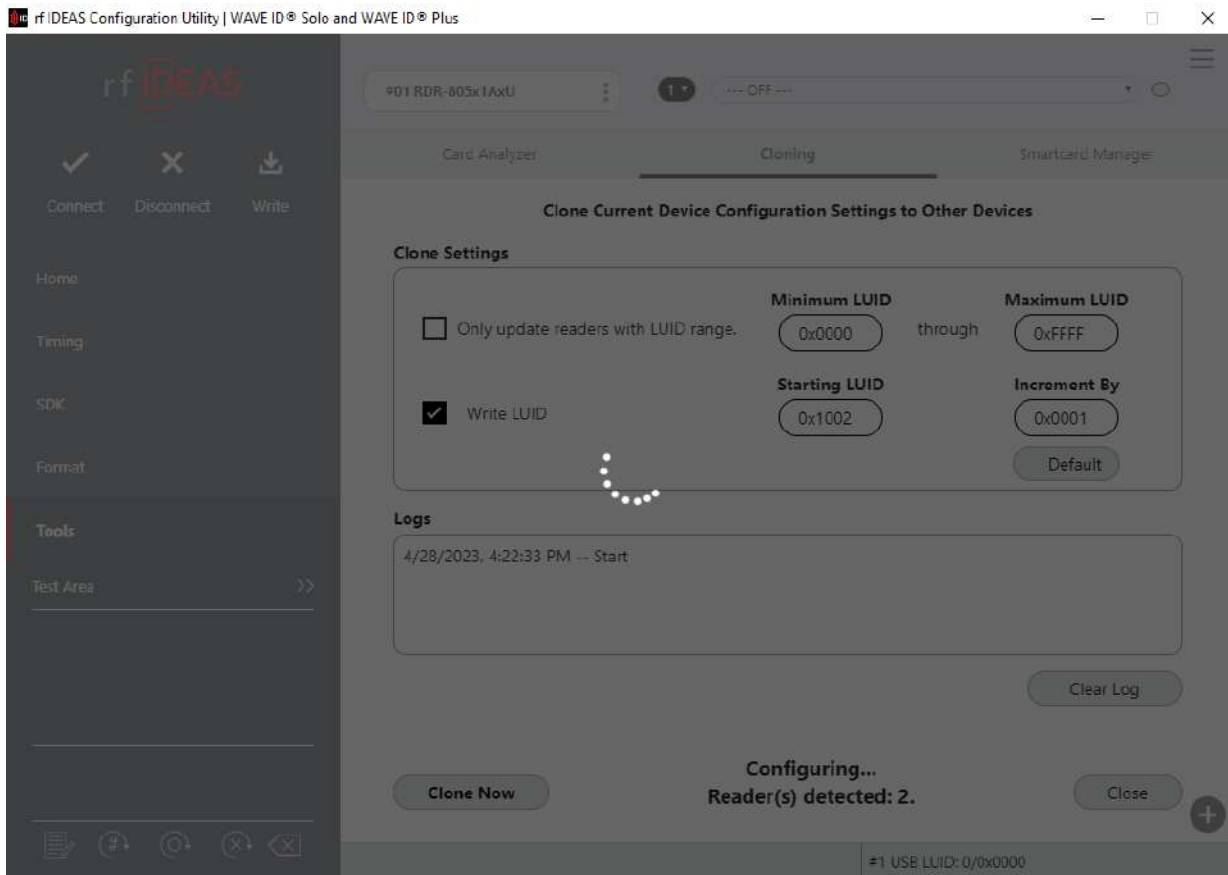 rf IDEAS Configuration Utility | WAVE ID® Solo and WAVE ID® Plus
rf IDEAS
#01 RDR-805x1AxU
1
--- OFF ---
Connect
Disconnect
Write
Card Analyzer
Cloning
Smartcard Manager
Home
Timing
SDK
Format
Tools
Test Area >>
Clone Current Device Configuration Settings to Other Devices
Clone Settings
Minimum LUID
Maximum LUID
Only update readers with LUID range.
0x0000
through
0xFFFF
Starting LUID
Increment By
Write LUID
0x1002
0x0001
Default
Logs
4/28/2023, 4:22:33 PM -- Start
Clear Log
Clone Now
Configuring...
Reader(s) detected: 2.
Close
#1 USB LUID: 0/0x0000